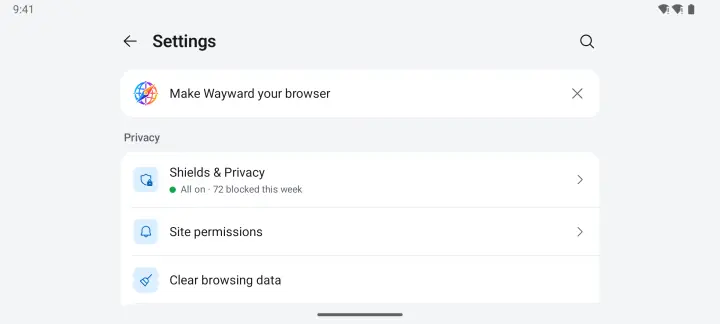 9:41
Settings
Make Wayward your browser
Privacy
Shields & Privacy
All on · 72 blocked this week
Site permissions
Clear browsing data